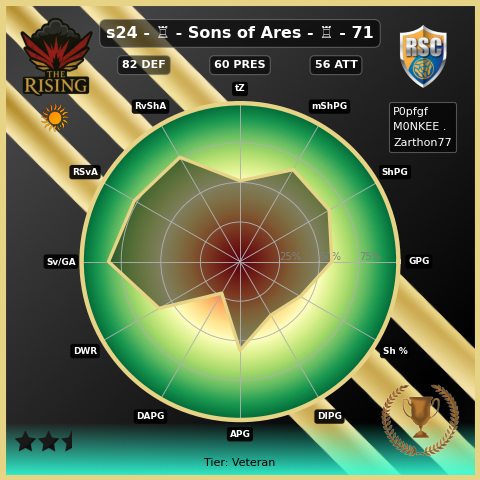 s24 - ♖ - Sons of Ares - ♖ - 71
82 DEF
60 PRES
56 ATT
THE
RISING
RSC
P0pfgf
M0NKEE .
Zarthon77
tZ
RvShA
mShPG
RSvA
ShPG
Sv/GA
25%
%
75%
GPG
DWR
Sh %
DAPG
DIPG
APG
Tier: Veteran